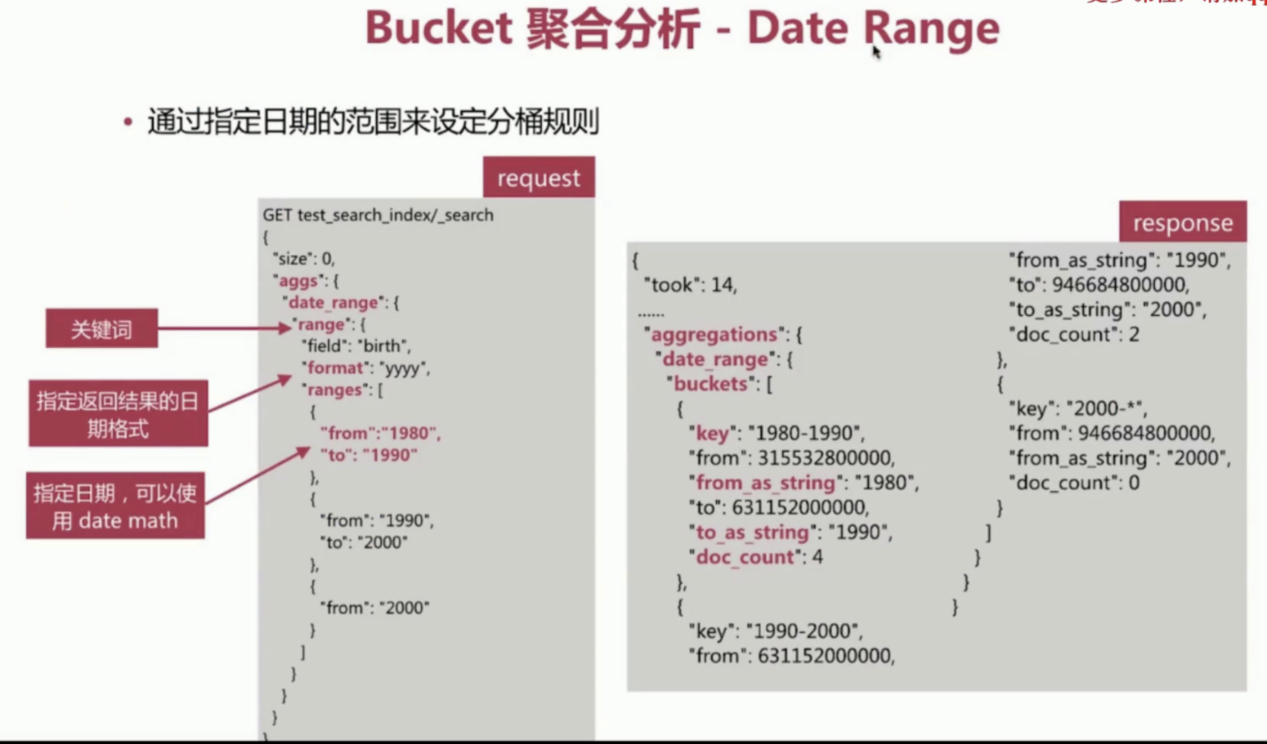 Bucket 聚合分析 - Date Range
• 通过指定日期的范围来设定分桶规则
request
GET test_search_index/_search
{
"size": 0,
"aggs": {
"date_range": {
"range": {
"field": "birth",
"format": "yyyy",
"ranges": [
{
"from":"1980",
"to": "1990"
},
{
"from": "1990",
"to": "2000"
},
{
"from": "2000"
}
]
}
}
}
关键词
指定返回结果的日
期格式
指定日期，可以使
用 date math
response
{
"took": 14,
......
"aggregations": {
"date_range": {
"buckets": [
{
"key": "1980-1990",
"from": 315532800000,
"from_as_string": "1980",
"to": 631152000000,
"to_as_string": "1990",
"doc_count": 4
},
{
"key": "1990-2000",
"from": 631152000000,
"from_as_string": "1990",
"to": 946684800000,
"to_as_string": "2000",
"doc_count": 2
},
{
"key": "2000-*",
"from": 946684800000,
"from_as_string": "2000",
"doc_count": 0
}
]
}
}
}